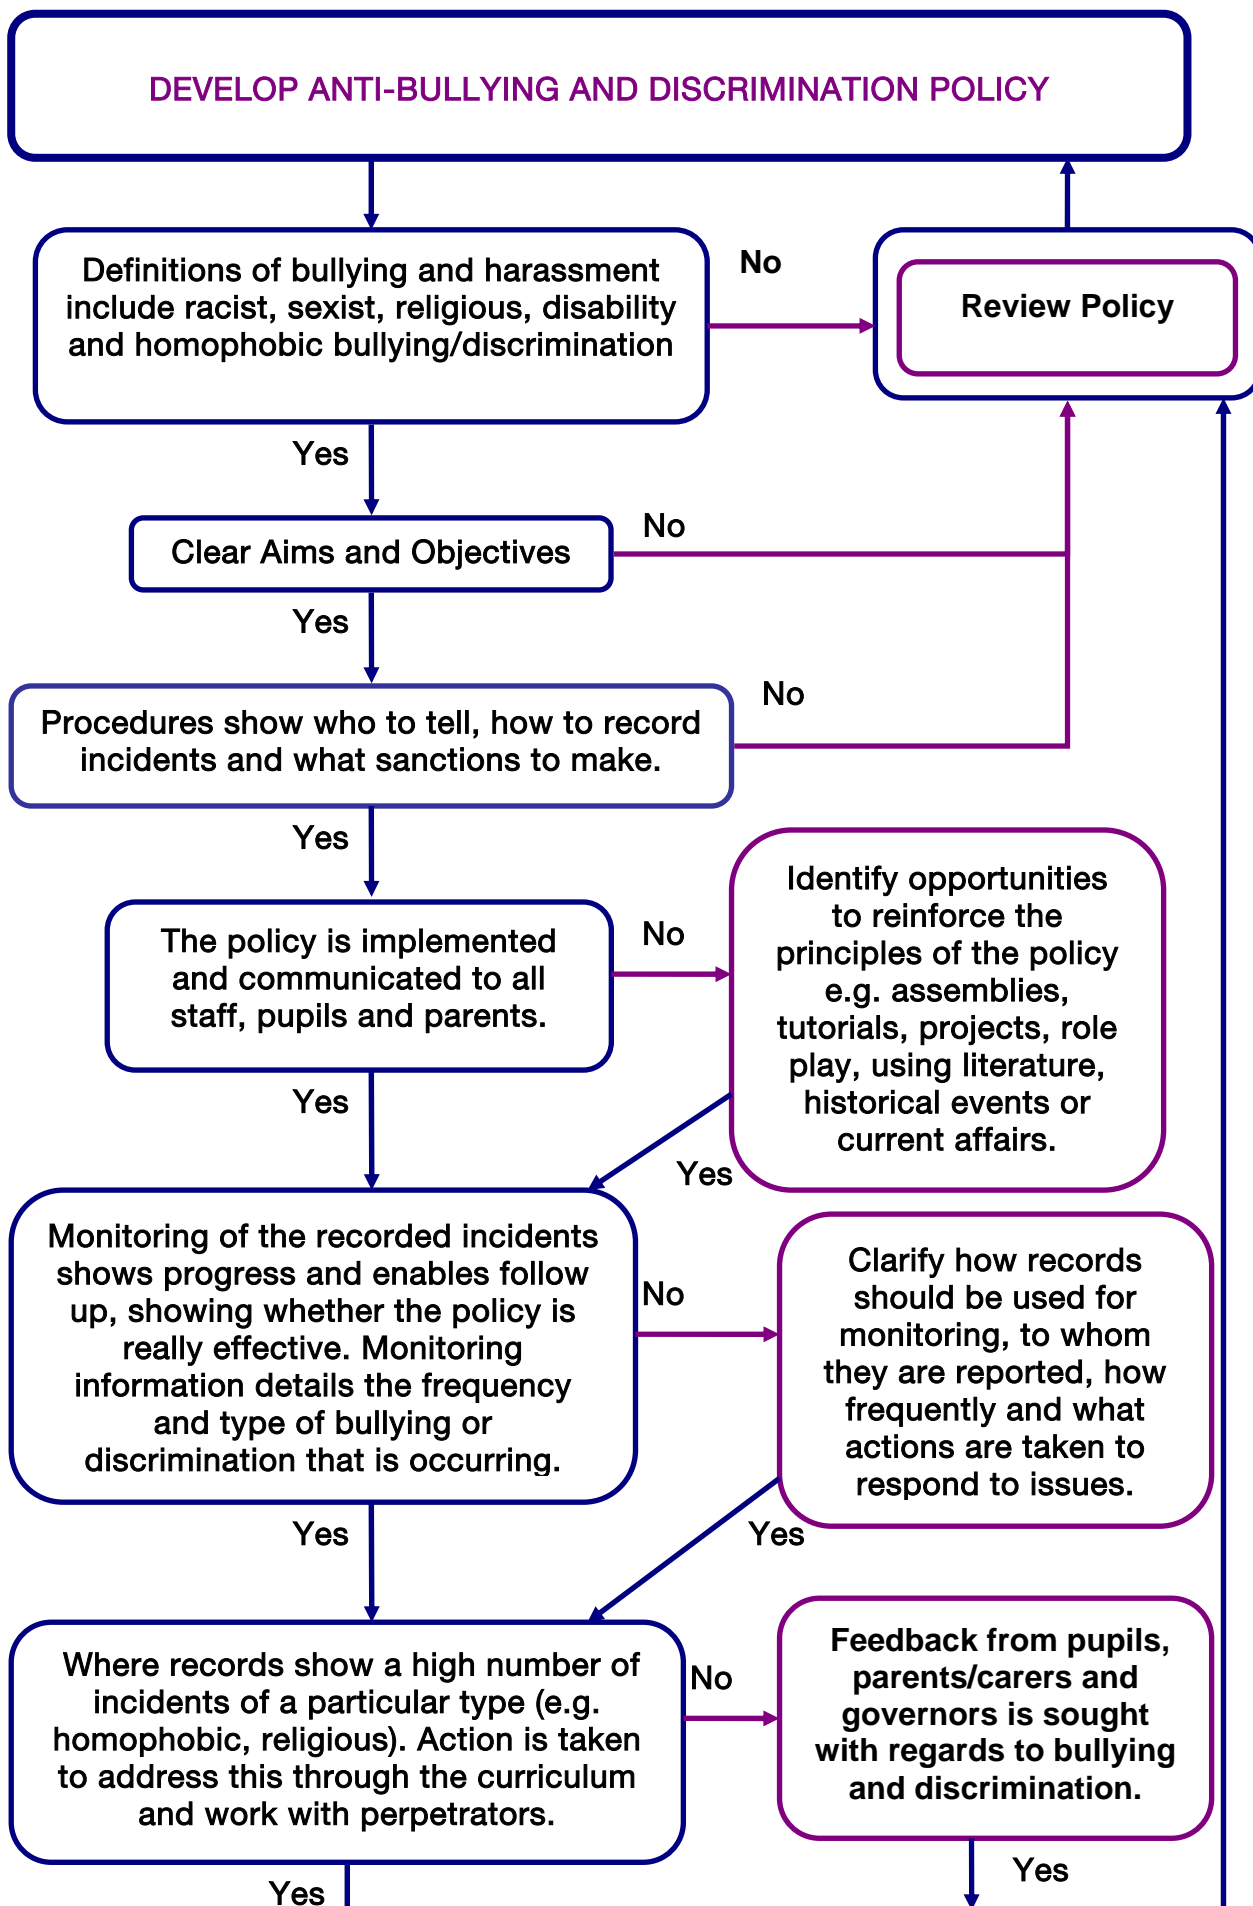 DEVELOP ANTI-BULLYING AND DISCRIMINATION POLICY
Definitions of bullying and harassment
include racist, sexist, religious, disability
and homophobic bullying/discrimination
No
Review Policy
Yes
Clear Aims and Objectives
No
Yes
Procedures show who to tell, how to record
incidents and what sanctions to make.
No
Yes
The policy is implemented
and communicated to all
staff, pupils and parents.
No
Identify opportunities
to reinforce the
principles of the policy
e.g. assemblies,
tutorials, projects, role
play, using literature,
historical events or
current affairs.
Yes
Yes
Monitoring of the recorded incidents
shows progress and enables follow
up, showing whether the policy is
really effective. Monitoring
information details the frequency
and type of bullying or
discrimination that is occurring.
No
Clarify how records
should be used for
monitoring, to whom
they are reported, how
frequently and what
actions are taken to
respond to issues.
Yes
Yes
Where records show a high number of
incidents of a particular type (e.g.
homophobic, religious). Action is taken
to address this through the curriculum
and work with perpetrators.
No
Feedback from pupils,
parents/carers and
governors is sought
with regards to bullying
and discrimination.
Yes
Yes